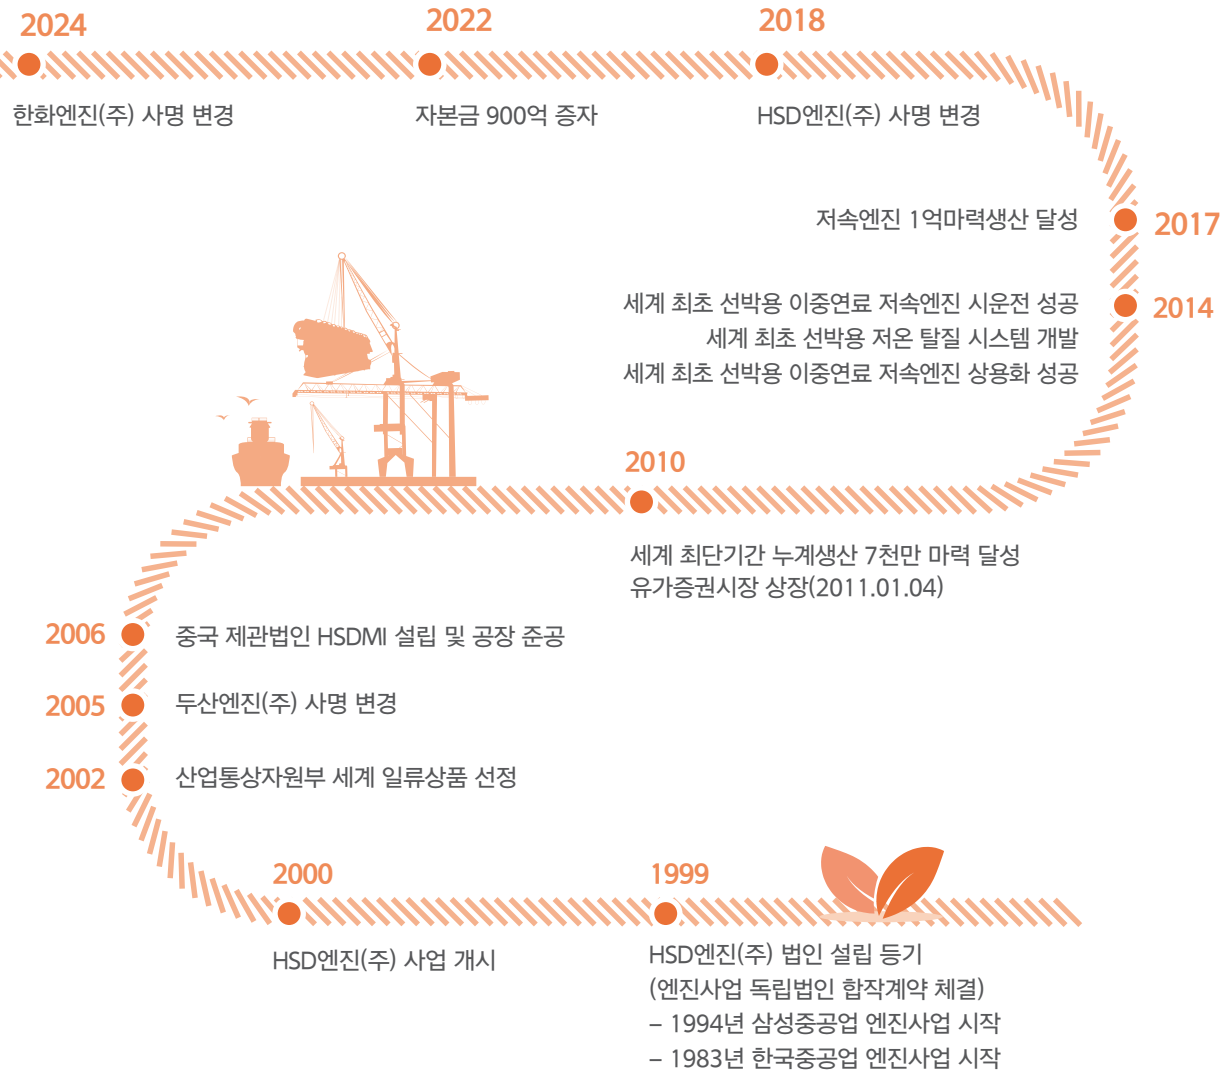 2024
한화엔진(주) 사명 변경
2022
자본금 900억 증자
2018
HSD엔진(주) 사명 변경
2017
저속엔진 1억마력생산 달성
2014
세계 최초 선박용 이중연료 저속엔진 시운전 성공
세계 최초 선박용 저온 탈질 시스템 개발
세계 최초 선박용 이중연료 저속엔진 상용화 성공
2010
세계 최단기간 누계생산 7천만 마력 달성
유가증권시장 상장(2011.01.04)
2006
중국 제관법인 HSDMI 설립 및 공장 준공
2005
두산엔진(주) 사명 변경
2002
산업통상자원부 세계 일류상품 선정
2000
HSD엔진(주) 사업 개시
1999
HSD엔진(주) 법인 설립 등기
(엔진사업 독립법인 합작계약 체결)
– 1994년 삼성중공업 엔진사업 시작
– 1983년 한국중공업 엔진사업 시작